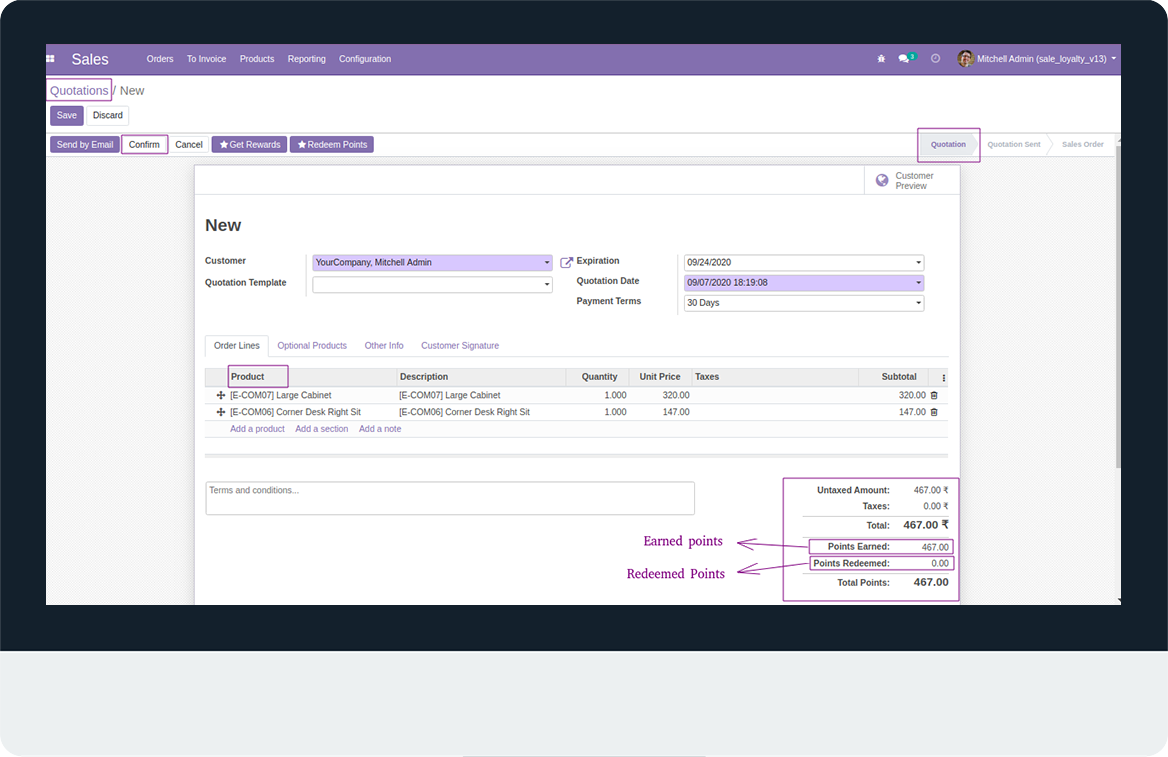 Sales Orders To Invoice Products Reporting Configuration 3 Mitchell Admin (sale_loyalty_v13)
Quotations / New
Save Discard
Send by Email Confirm Cancel Get Rewards Redeem Points Quotation Quotation Sent Sales Order
Customer
Preview
New
Customer YourCompany, Mitchell Admin Expiration 09/24/2020
Quotation Template Quotation Date 09/07/2020 18:19:08
Payment Terms 30 Days
Order Lines Optional Products Other Info Customer Signature
Product Description Quantity Unit Price Taxes Subtotal
[E-COM07] Large Cabinet [E-COM07] Large Cabinet 1.000 320.00 320.00
[E-COM06] Corner Desk Right Sit [E-COM06] Corner Desk Right Sit 1.000 147.00 147.00
Add a product Add a section Add a note
Terms and conditions... Untaxed Amount: 467.00 ₹
Taxes: 0.00 ₹
Total: 467.00 ₹
Earned points Points Earned: 467.00
Redeemed Points Points Redeemed: 0.00
Total Points: 467.00